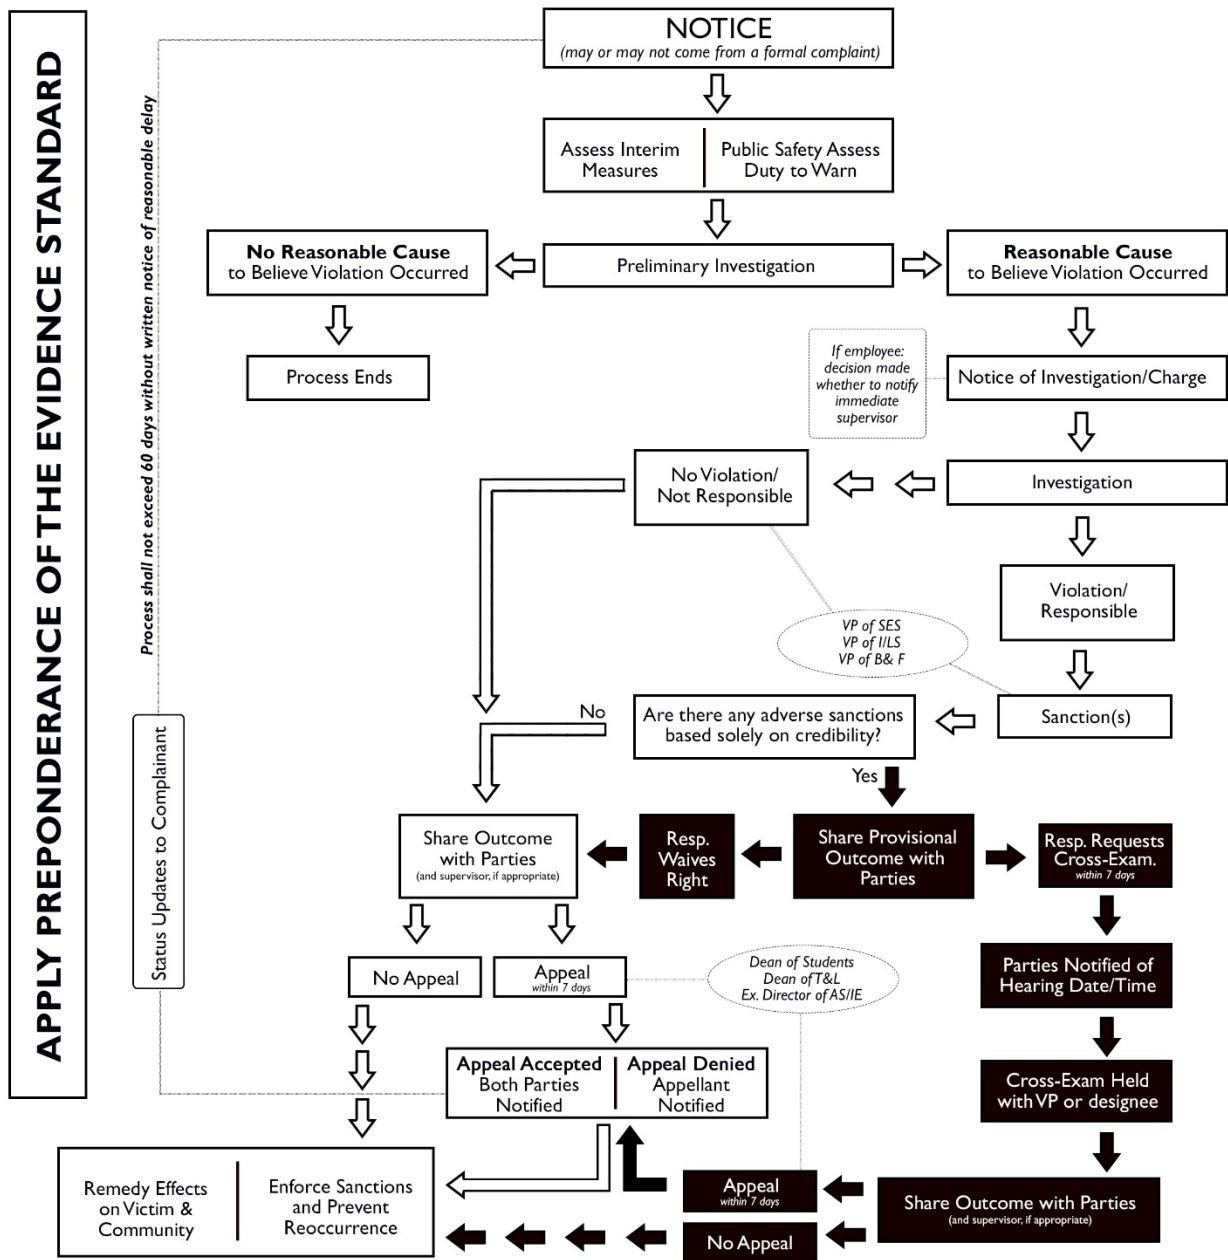 APPLY PREPONDERANCE OF THE EVIDENCE STANDARD
Process shall not exceed 60 days without written notice of reasonable delay
Status Updates to Complainant
NOTICE
(may or may not come from a formal complaint)
Assess Interim
Measures
Public Safety Assess
Duty to Warn
No Reasonable Cause
to Believe Violation Occurred
Preliminary Investigation
Reasonable Cause
to Believe Violation Occurred
Process Ends
If employee:
decision made
whether to notify
immediate
supervisor
Notice of Investigation/Charge
No Violation/
Not Responsible
Investigation
Violation/
Responsible
VP of SES
VP of I/LS
VP of B& F
No
Are there any adverse sanctions
based solely on credibility?
Sanction(s)
Yes
Share Outcome
with Parties
(and supervisor, if appropriate)
Resp.
Waives
Right
Share Provisional
Outcome with
Parties
Resp. Requests
Cross-Exam.
within 7 days
No Appeal
Appeal
within 7 days
Dean of Students
Dean of T&L
Ex. Director of AS/IE
Parties Notified of
Hearing Date/Time
Appeal Accepted
Both Parties
Notified
Appeal Denied
Appellant
Notified
Cross-Exam Held
with VP or designee
Remedy Effects
on Victim &
Community
Enforce Sanctions
and Prevent
Reoccurrence
Appeal
within 7 days
No Appeal
Share Outcome with Parties
(and supervisor, if appropriate)